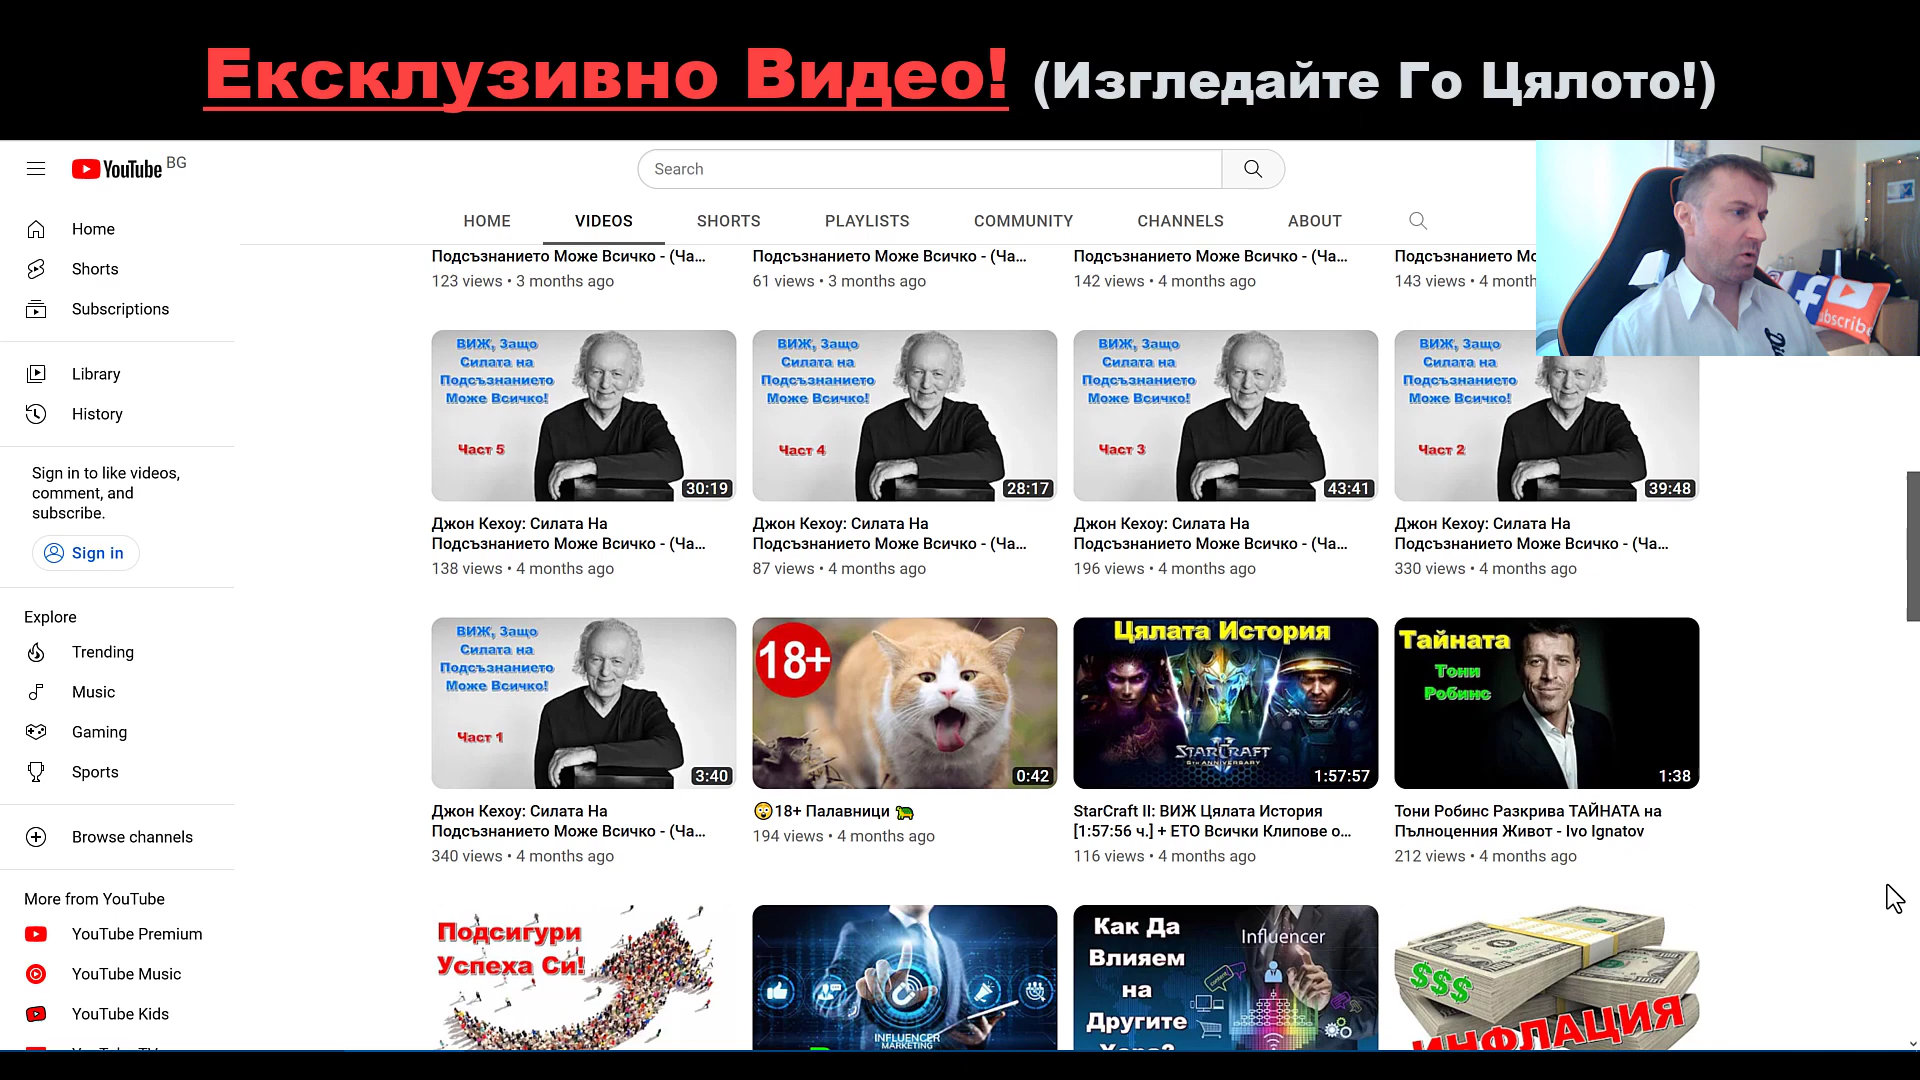 Ексклузивно Видео! (Изгледайте Го Цялото!)
YouTube BG
Search
HOME VIDEOS SHORTS PLAYLISTS COMMUNITY CHANNELS ABOUT
Home
Shorts
Subscriptions
Library
History
Sign in to like videos,
comment, and
subscribe.
Sign in
Explore
Trending
Music
Gaming
Sports
Browse channels
More from YouTube
YouTube Premium
YouTube Music
YouTube Kids
Подсъзнанието Може Всичко - (Ча...
123 views • 3 months ago
Подсъзнанието Може Всичко - (Ча...
61 views • 3 months ago
Подсъзнанието Може Всичко - (Ча...
142 views • 4 months ago
Подсъзнанието Мо
143 views • 4 month
ВИЖ, Защо
Силата на
Подсъзнанието
Може Всичко!
Част 5
30:19
Джон Кехоу: Силата На
Подсъзнанието Може Всичко - (Ча...
138 views • 4 months ago
ВИЖ, Защо
Силата на
Подсъзнанието
Може Всичко!
Част 4
28:17
Джон Кехоу: Силата На
Подсъзнанието Може Всичко - (Ча...
87 views • 4 months ago
ВИЖ, Защо
Силата на
Подсъзнанието
Може Всичко!
Част 3
43:41
Джон Кехоу: Силата На
Подсъзнанието Може Всичко - (Ча...
196 views • 4 months ago
ВИЖ, Защо
Силата на
Подсъзнанието
Може Всичко!
Част 2
39:48
Джон Кехоу: Силата На
Подсъзнанието Може Всичко - (Ча...
330 views • 4 months ago
ВИЖ, Защо
Силата на
Подсъзнанието
Може Всичко!
Част 1
3:40
Джон Кехоу: Силата На
Подсъзнанието Може Всичко - (Ча...
340 views • 4 months ago
18+
0:42
😲18+ Палавници 🐅
194 views • 4 months ago
Цялата История
STARCRAFT II
5TH ANNIVERSARY
1:57:57
StarCraft II: ВИЖ Цялата История
[1:57:56 ч.] + ЕТО Всички Клипове о...
116 views • 4 months ago
Тайната
Тони
Робинс
1:38
Тони Робинс Разкрива ТАЙНАТА на
Пълноценния Живот - Ivo Ignatov
212 views • 4 months ago
Подсигури
Успеха Си!
INFLUENCER
MARKETING
Как Да
Влияем
на
Другите
Influencer
$$$
ИНФЛАЦИЯ